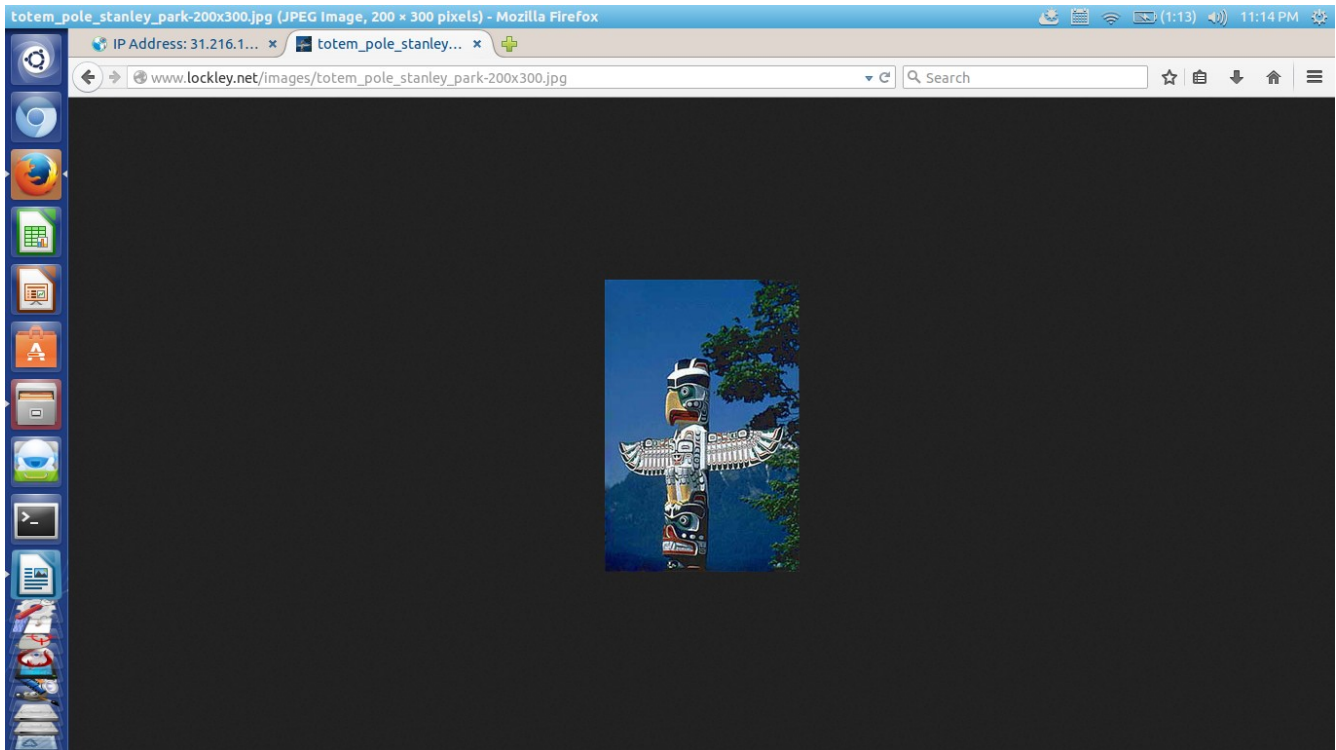 totem_pole_stanley_park-200x300.jpg (JPEG Image, 200 × 300 pixels) - Mozilla Firefox
(1:13) 11:14 PM
IP Address: 31.216.1... × totem_pole_stanley... ×
www.lockley.net/images/totem_pole_stanley_park-200x300.jpg Search